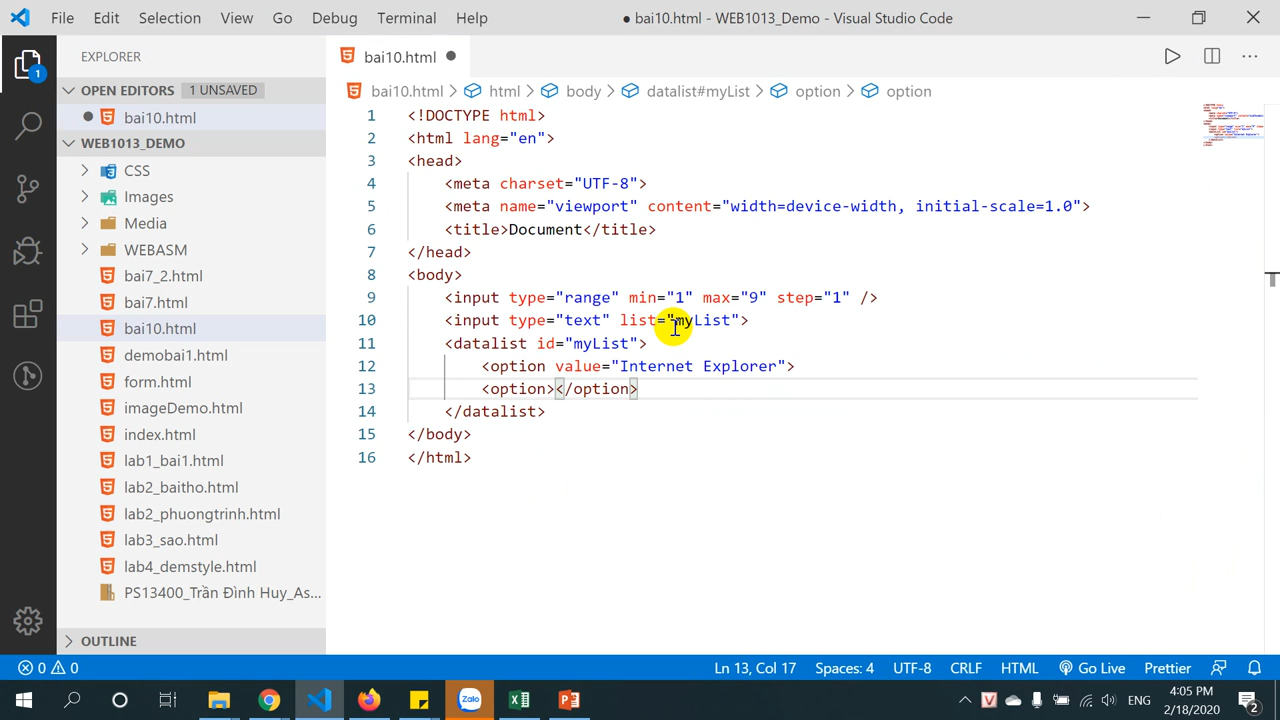 File Edit Selection View Go Debug Terminal Help ● bai10.html - WEB1013_Demo - Visual Studio Code
EXPLORER
bai10.html
OPEN EDITORS 1 UNSAVED
bai10.html > html > body > datalist#myList > option > option
bai10.html
WEB1013_DEMO
CSS
Images
Media
WEBASM
bai7_2.html
bai7.html
bai10.html
demobai1.html
form.html
imageDemo.html
index.html
lab1_bai1.html
lab2_baitho.html
lab2_phuongtrinh.html
lab3_sao.html
lab4_demstyle.html
PS13400_Trần Đình Huy_As...
OUTLINE
1 <!DOCTYPE html>
2 <html lang="en">
3 <head>
4 <meta charset="UTF-8">
5 <meta name="viewport" content="width=device-width, initial-scale=1.0">
6 <title>Document</title>
7 </head>
8 <body>
9 <input type="range" min="1" max="9" step="1" />
10 <input type="text" list="myList">
11 <datalist id="myList">
12 <option value="Internet Explorer">
13 <option></option>
14 </datalist>
15 </body>
16 </html>
1
0 0 Ln 13, Col 17 Spaces: 4 UTF-8 CRLF HTML Go Live Prettier
Zalo
ENG
4:05 PM
2/18/2020
2